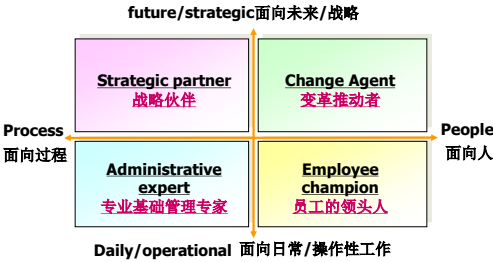 future/strategic面向未来/战略
Strategic partner
战略伙伴
Change Agent
变革推动者
Process
面向过程
People
面向人
Administrative
expert
专业基础管理专家
Employee
champion
员工的领头人
Daily/operational 面向日常/操作性工作